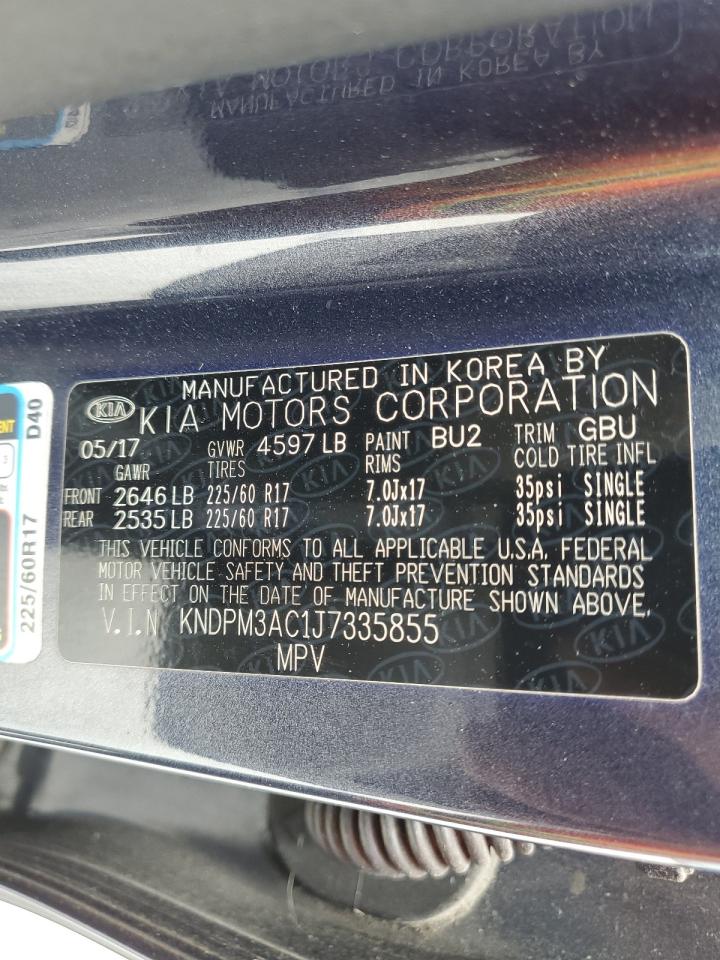 MANUFACTURED IN KOREA BY
KIA KIA MOTORS CORPORATION
05/17 GVWR 4597 LB PAINT BU2 TRIM GBU
GAWR TIRES RIMS COLD TIRE INFL
FRONT 2646 LB 225/60 R17 7.0Jx17 35psi SINGLE
REAR 2535 LB 225/60 R17 7.0Jx17 35psi SINGLE
THIS VEHICLE CONFORMS TO ALL APPLICABLE U.S.A. FEDERAL
MOTOR VEHICLE SAFETY AND THEFT PREVENTION STANDARDS
IN EFFECT ON THE DATE OF MANUFACTURE SHOWN ABOVE.
V.I.N KNDPM3AC1J7335855
MPV
D40
225/60R17